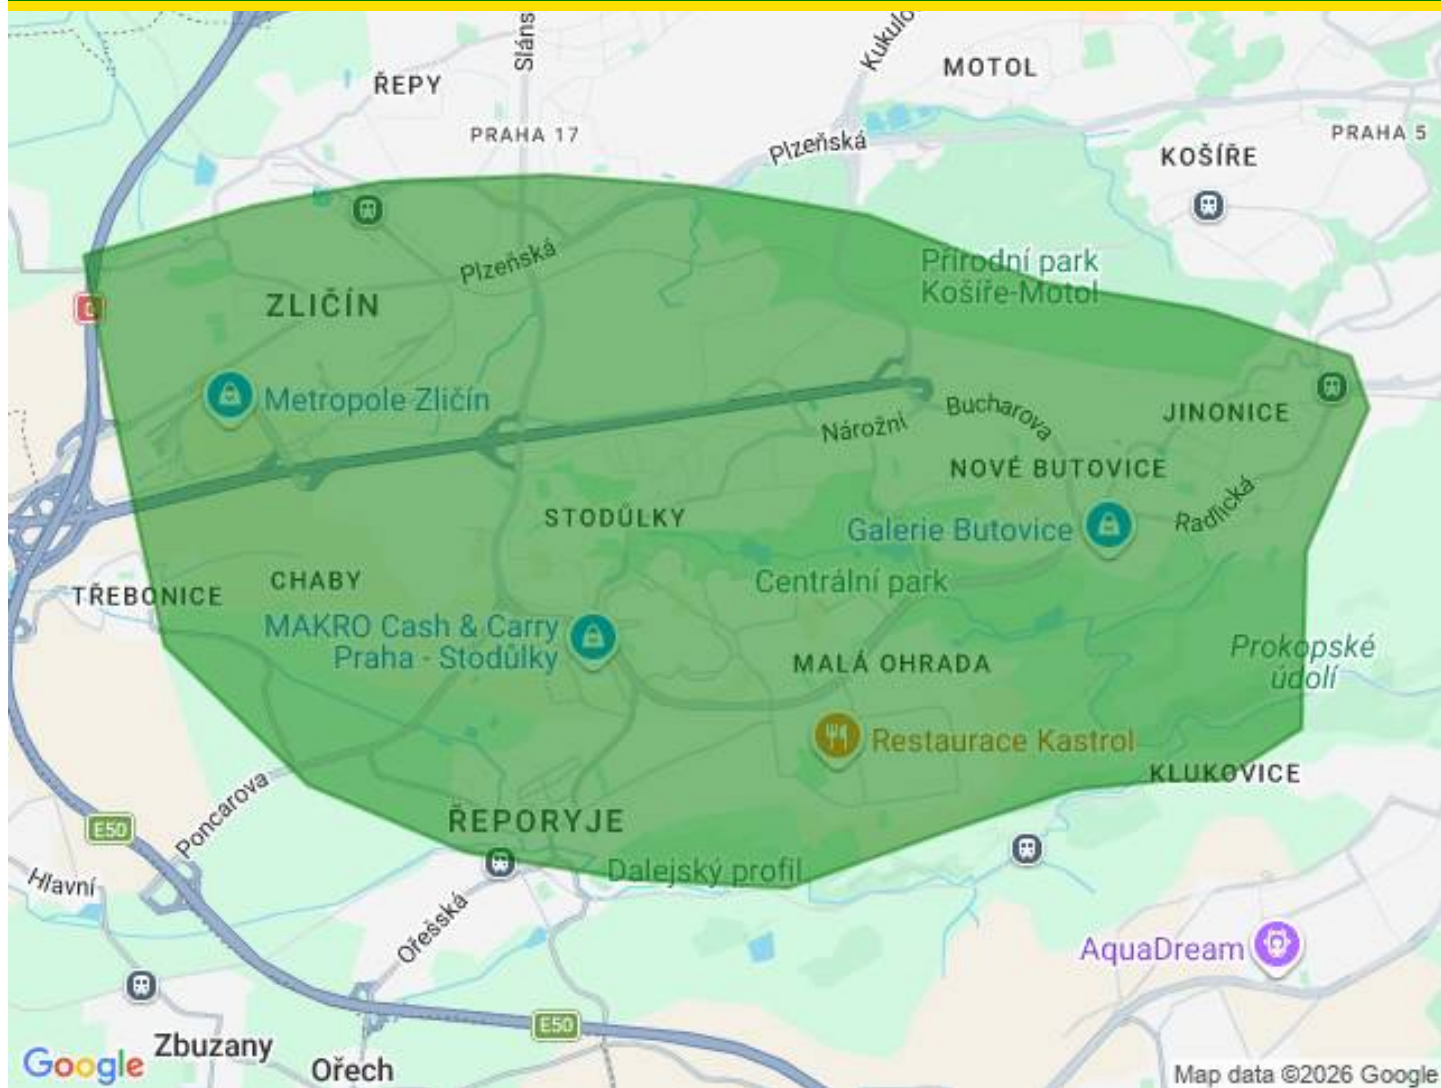 Sláns
Kukulo
ŘEPY
MOTOL
PRAHA 17
Plzeňská
PRAHA 5
KOŠÍŘE
Plzeňská
Přírodní park
Košíře-Motol
ZLIČÍN
Metropole Zličín
Bucharova
Nárožní
JINONICE
NOVÉ BUTOVICE
Radlická
STODŮLKY
Galerie Butovice
CHABY
Centrální park
TŘEBONICE
MAKRO Cash & Carry
Praha - Stodůlky
Prokopské
údolí
MALÁ OHRADA
Restaurace Kastrol
KLUKOVICE
Poncarova
ŘEPORYJE
E50
Dalejský profil
Hlavní
Ořešská
AquaDream
E50
Zbuzany
Ořech
Google
Map data ©2026 Google